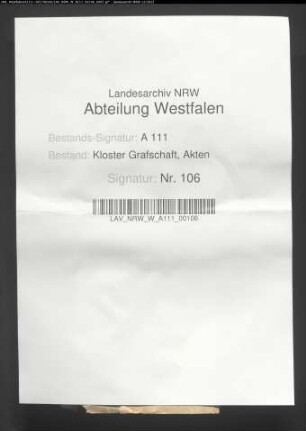 Landesarchiv NRW
Abteilung Westfalen
Bestands-Signatur: A 111
Bestand: Kloster Grafschaft, Akten
Signatur: Nr. 106
LAV_NRW_W_A111_00106